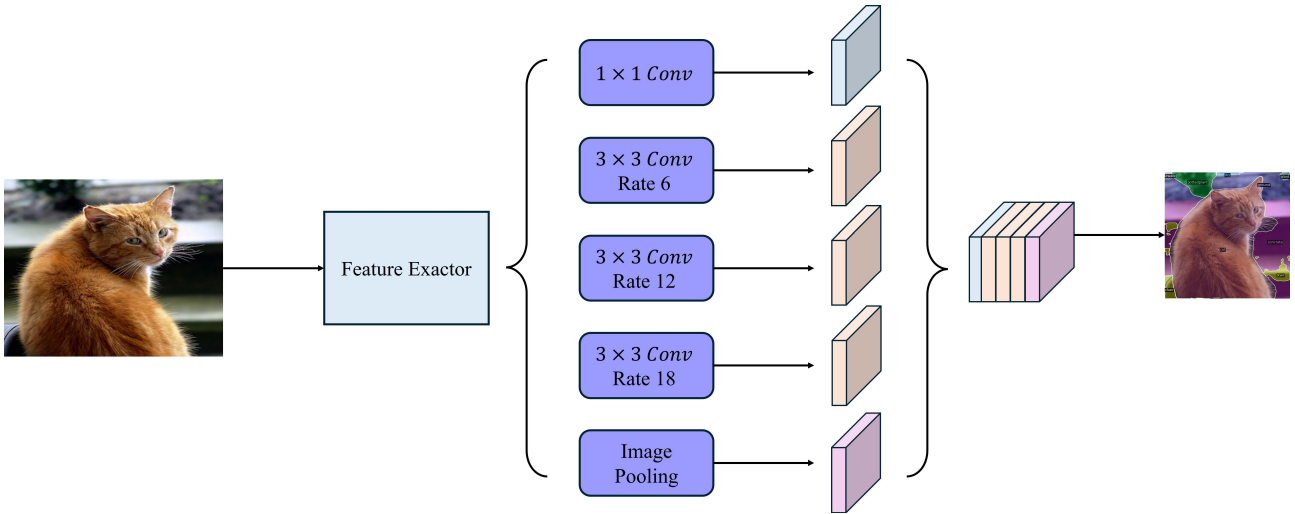 1 × 1 Conv
3 × 3 Conv
Rate 6
Feature Exactor
3 × 3 Conv
Rate 12
3 × 3 Conv
Rate 18
Image
Pooling
cat